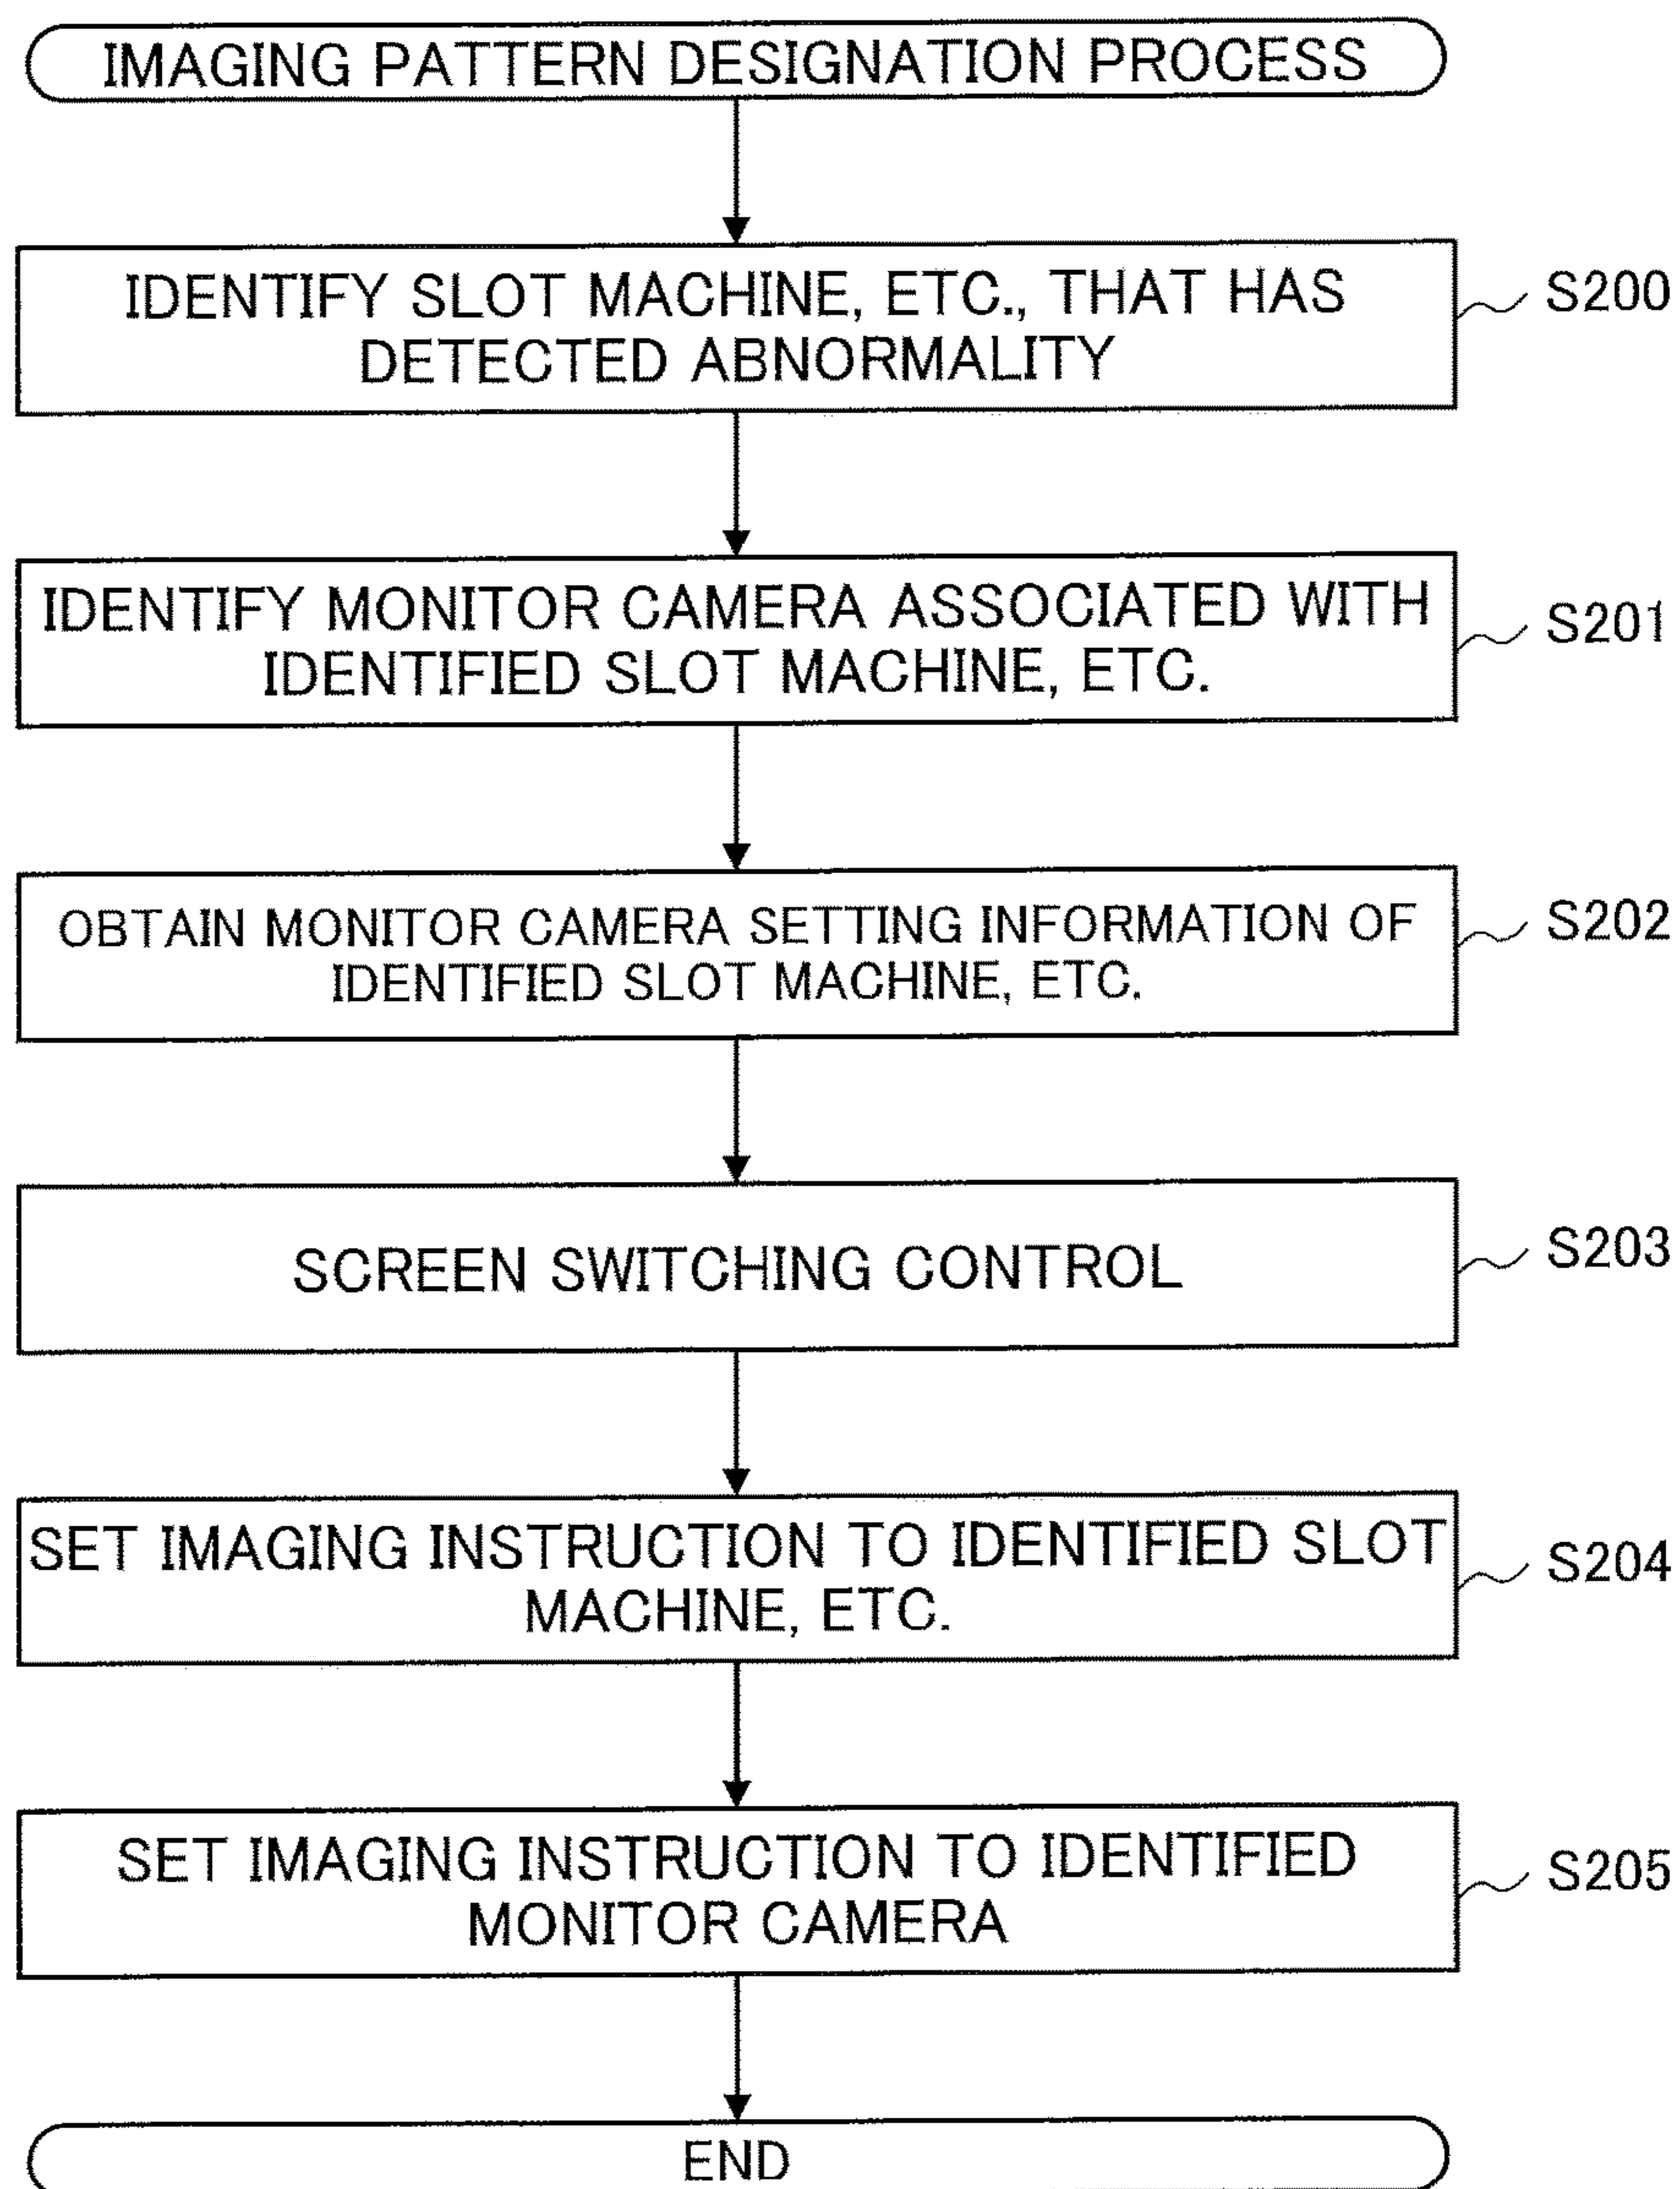 IMAGING PATTERN DESIGNATION PROCESS
IDENTIFY SLOT MACHINE, ETC., THAT HAS
DETECTED ABNORMALITY
S200
IDENTIFY MONITOR CAMERA ASSOCIATED WITH
IDENTIFIED SLOT MACHINE, ETC.
S201
OBTAIN MONITOR CAMERA SETTING INFORMATION OF
IDENTIFIED SLOT MACHINE, ETC.
S202
SCREEN SWITCHING CONTROL
S203
SET IMAGING INSTRUCTION TO IDENTIFIED SLOT
MACHINE, ETC.
S204
SET IMAGING INSTRUCTION TO IDENTIFIED
MONITOR CAMERA
S205
END